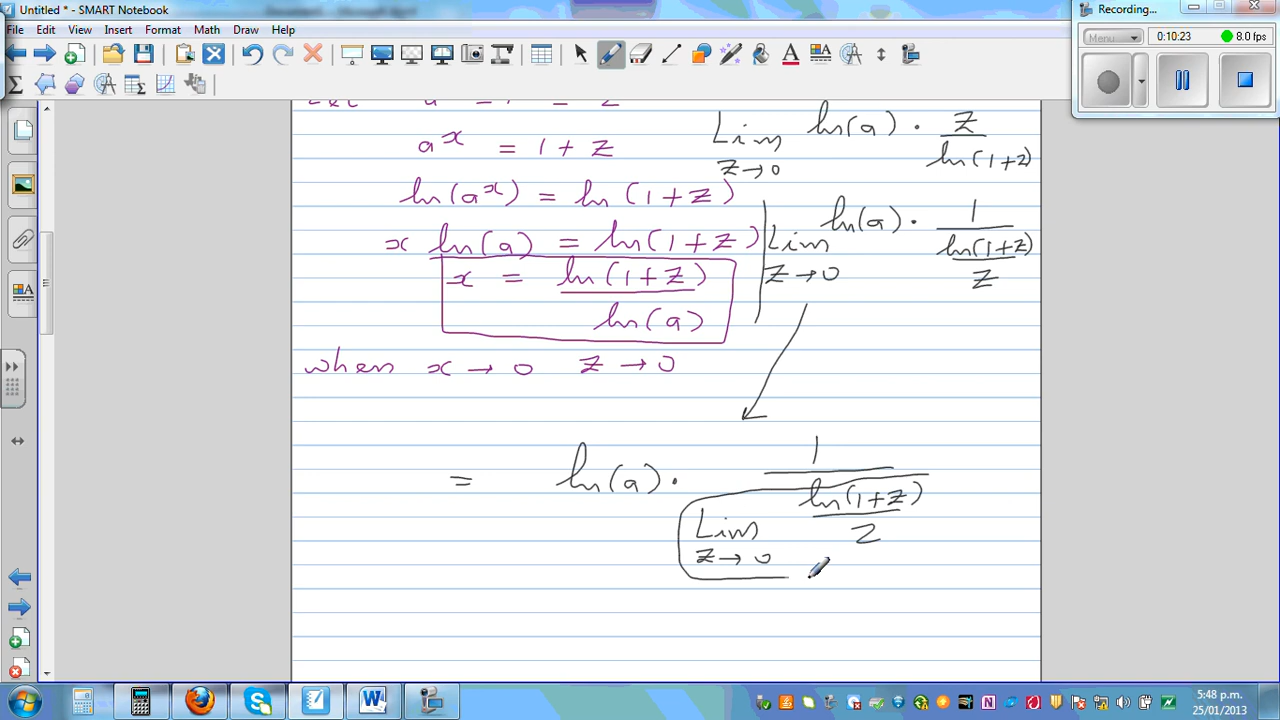 Untitled * - SMART Notebook
Recording...
File Edit View Insert Format Math Draw Help
Menu
0:10:23
8.0 fps
aˣ = 1 + z
ln(aˣ) = ln(1+z)
x ln(a) = ln(1+z)
x = ln(1+z)
ln(a)
when x → 0 z → 0
Lim ln(a) · z
z→0 ln(1+z)
Lim ln(a) · 1
z→0 ln(1+z)
z
= ln(a) · 1
Lim ln(1+z)
z→0 z
5:48 p.m.
25/01/2013